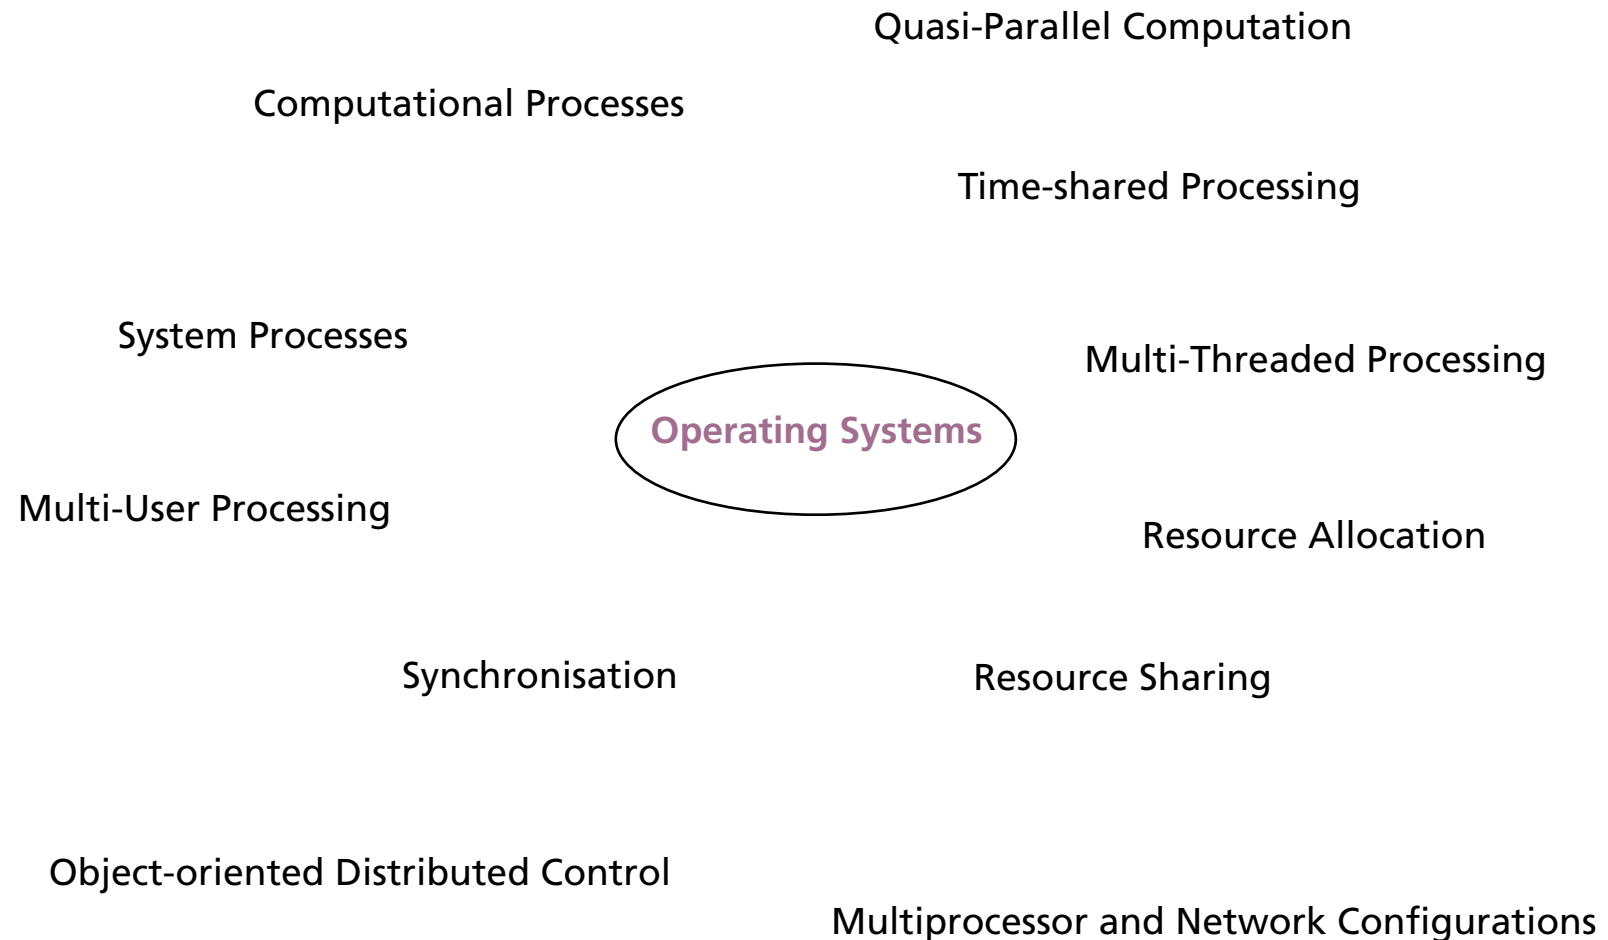 Quasi-Parallel Computation
Computational Processes
Time-shared Processing
System Processes
Multi-Threaded Processing
Operating Systems
Multi-User Processing
Resource Allocation
Synchronisation
Resource Sharing
Object-oriented Distributed Control
Multiprocessor and Network Configurations